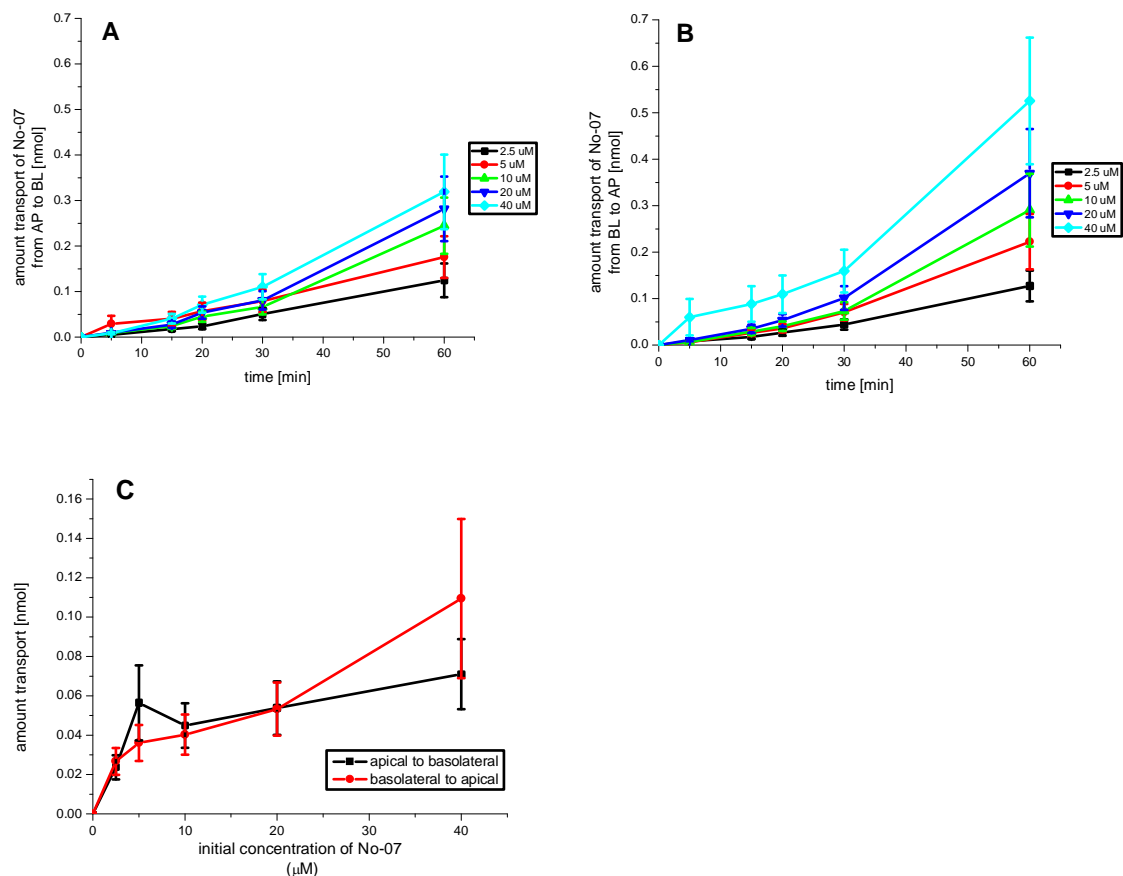 A
amount transport of No-07
from AP to BL [nmol]
0.7
0.6
0.5
0.4
0.3
0.2
0.1
0.0
0 10 20 30 40 50 60
time [min]
2.5 uM
5 uM
10 uM
20 uM
40 uM
B
amount transport of No-07
from BL to AP [nmol]
0.7
0.6
0.5
0.4
0.3
0.2
0.1
0.0
0 10 20 30 40 50 60
time [min]
2.5 uM
5 uM
10 uM
20 uM
40 uM
C
amount transport [nmol]
0.16
0.14
0.12
0.10
0.08
0.06
0.04
0.02
0.00
0 10 20 30 40
apical to basolateral
basolateral to apical
initial concentration of No-07
(μM)